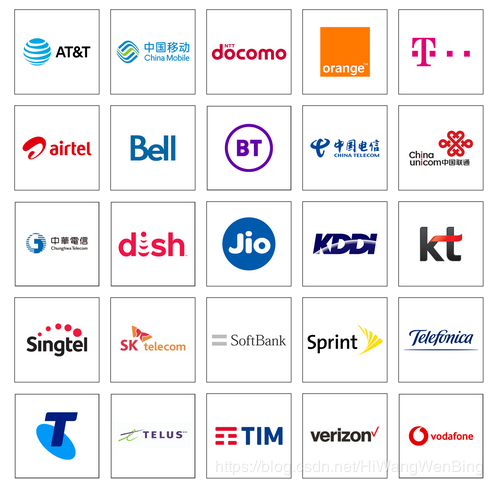 AT&T
中国移动
China Mobile
NTT
docomo
orange™
T
airtel
Bell
BT
中国电信
CHINA TELECOM
China
unicom中国联通
中華電信
Chunghwa Telecom
dish
Jio
KDDI
kt
Singtel
SK telecom
SoftBank
Sprint
Telefónica
T
TELUS
TIM
verizon
vodafone
https://blog.csdn.net/HiWangWenBing